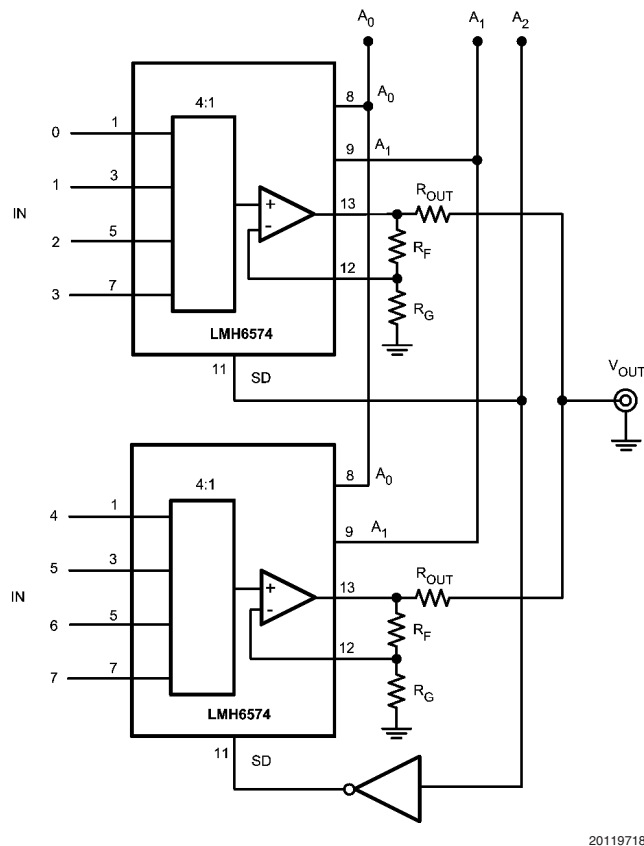 A0 A1 A2
8 A0
4:1
0 1
9 A1
1 3
ROUT
+ 13
IN
2 5
- RF
12
3 7
RG
LMH6574
11 SD
VOUT
8 A0
4:1
4 1
9 A1
5 3
ROUT
+ 13
IN
6 5
- RF
12
7 7
RG
LMH6574
11 SD
20119718